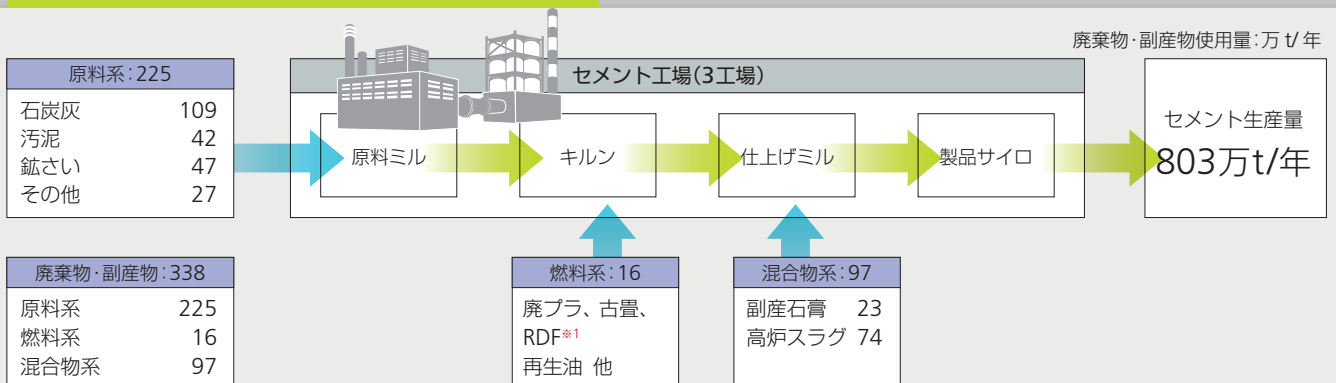 廃棄物・副産物使用量:万 t/ 年
原料系:225
石炭灰 109
汚泥 42
鉱さい 47
その他 27
セメント工場(3工場)
原料ミル
キルン
仕上げミル
製品サイロ
セメント生産量
803万t/年
廃棄物・副産物:338
原料系 225
燃料系 16
混合物系 97
燃料系:16
廃プラ、古畳、
RDF※1
再生油 他
混合物系:97
副産石膏 23
高炉スラグ 74